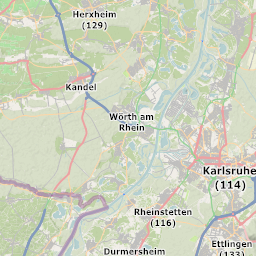 Herxheim
(129)
Kandel
Wörth am
Rhein
Karlsruhe
(114)
Rheinstetten
(116)
Ettlingen
(133)
Durmersheim